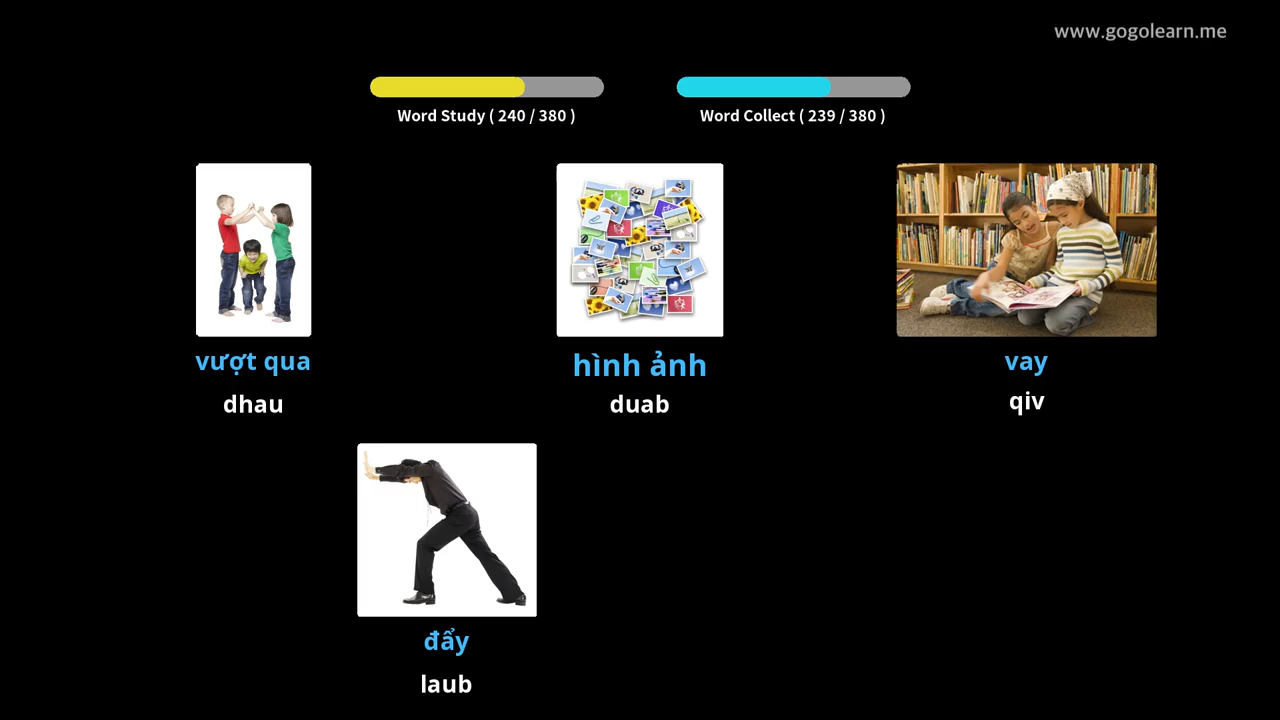 www.gogolearn.me
Word Study ( 240 / 380 )
Word Collect ( 239 / 380 )
vượt qua
dhau
hình ảnh
duab
vay
qiv
đẩy
laub